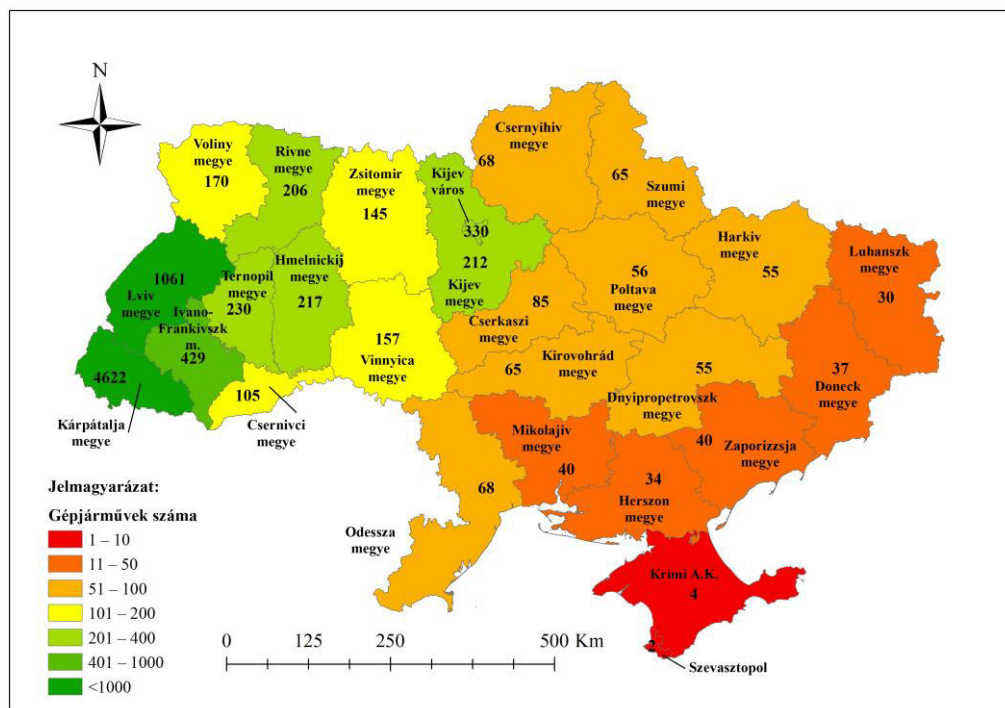 N
Voliny
megye
170
Rivne
megye
206
Zsitomir
megye
145
Kijev
város
330
212
Kijev
megye
Csernyihiv
megye
68
65
Szumi
megye
Harkiv
megye
55
Luhanszk
megye
30
1061
Lviv
megye
Ternopil
megye
230
Hmelnickij
megye
217
Ivano-
Frankivszk
m.
429
4622
Kárpátalja
megye
105
Csernivci
megye
157
Vinnyica
megye
85
Cserkaszi
megye
56
Poltava
megye
65
Kirovohrád
megye
55
Dnyipropetrovszk
megye
37
Doneck
megye
Mikolajiv
megye
40
40
Zaporizzsja
megye
34
Herszon
megye
68
Odessza
megye
Krími A.K.
4
2
Szevasztopol
Jelmagyarázat:
Gépjárművek száma
1 – 10
11 – 50
51 – 100
101 – 200
201 – 400
401 – 1000
<1000
0 125 250 500 Km